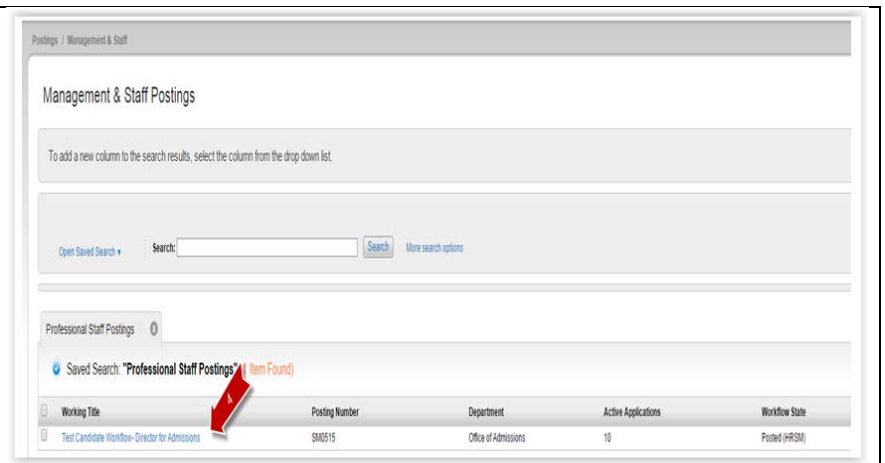 Postings / Management & Staff
Management & Staff Postings
To add a new column to the search results, select the column from the drop down list.
Open Saved Search ▾ Search: Search More search options
Professional Staff Postings
Saved Search: "Professional Staff Postings" Item Found)
4
Working Title Posting Number Department Active Applications Workflow State
Test Candidate Workflow- Director for Admissions SM0515 Office of Admissions 10 Posted (HRSM)